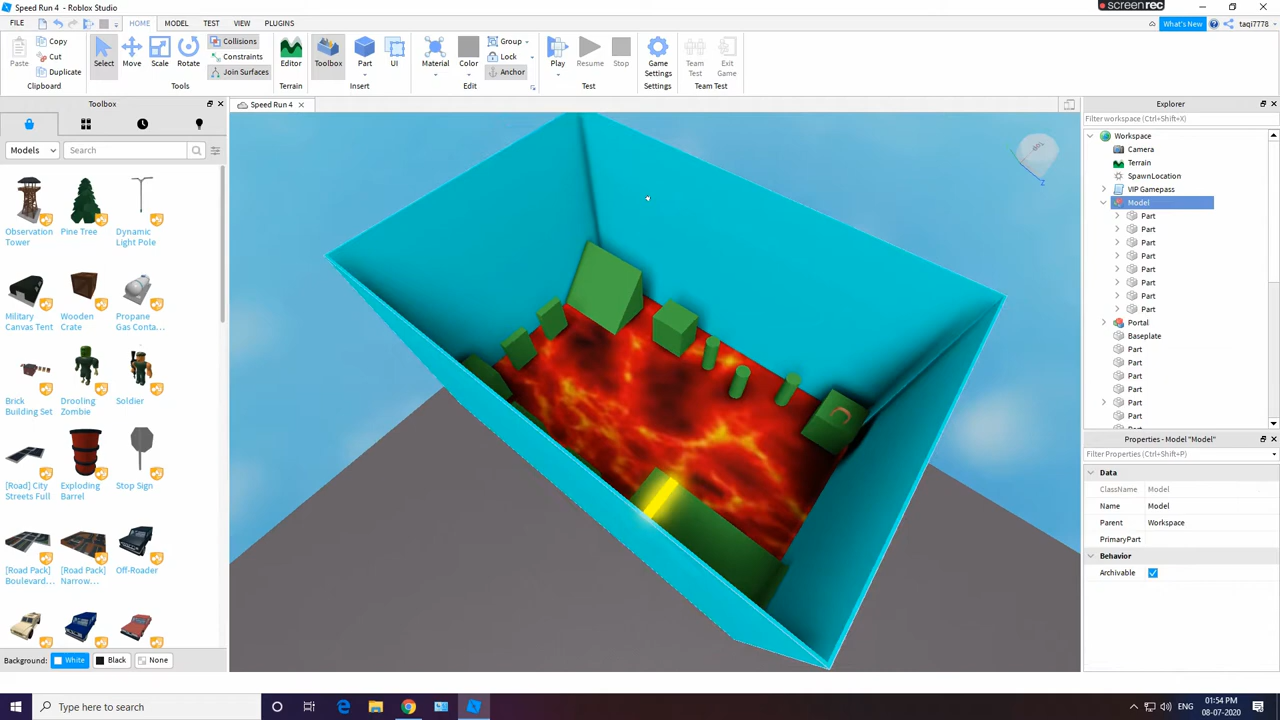 Speed Run 4 - Roblox Studio
screenrec
FILE
HOME
MODEL
TEST
VIEW
PLUGINS
What's New
taqi7778
Paste
Copy
Cut
Duplicate
Clipboard
Select
Move
Scale
Rotate
Collisions
Constraints
Join Surfaces
Tools
Editor
Terrain
Toolbox
Part
UI
Insert
Material
Color
Group
Lock
Anchor
Edit
Play
Resume
Stop
Test
Game
Settings
Settings
Team
Test
Exit
Game
Team Test
Toolbox
Models
Search
Observation
Tower
Pine Tree
Dynamic
Light Pole
Military
Canvas Tent
Wooden
Crate
Propane
Gas Conta...
Brick
Building Set
Drooling
Zombie
Soldier
[Road] City
Streets Full
Exploding
Barrel
Stop Sign
[Road Pack]
Boulevard...
[Road Pack]
Narrow...
Off-Roader
Background:
White
Black
None
Speed Run 4
Top
Z
Explorer
Filter workspace (Ctrl+Shift+X)
Workspace
Camera
Terrain
SpawnLocation
VIP Gamepass
Model
Part
Part
Part
Part
Part
Part
Part
Part
Portal
Baseplate
Part
Part
Part
Part
Part
Part
Properties - Model "Model"
Filter Properties (Ctrl+Shift+P)
Data
ClassName Model
Name Model
Parent Workspace
PrimaryPart
Behavior
Archivable
Type here to search
ENG
01:54 PM
08-07-2020